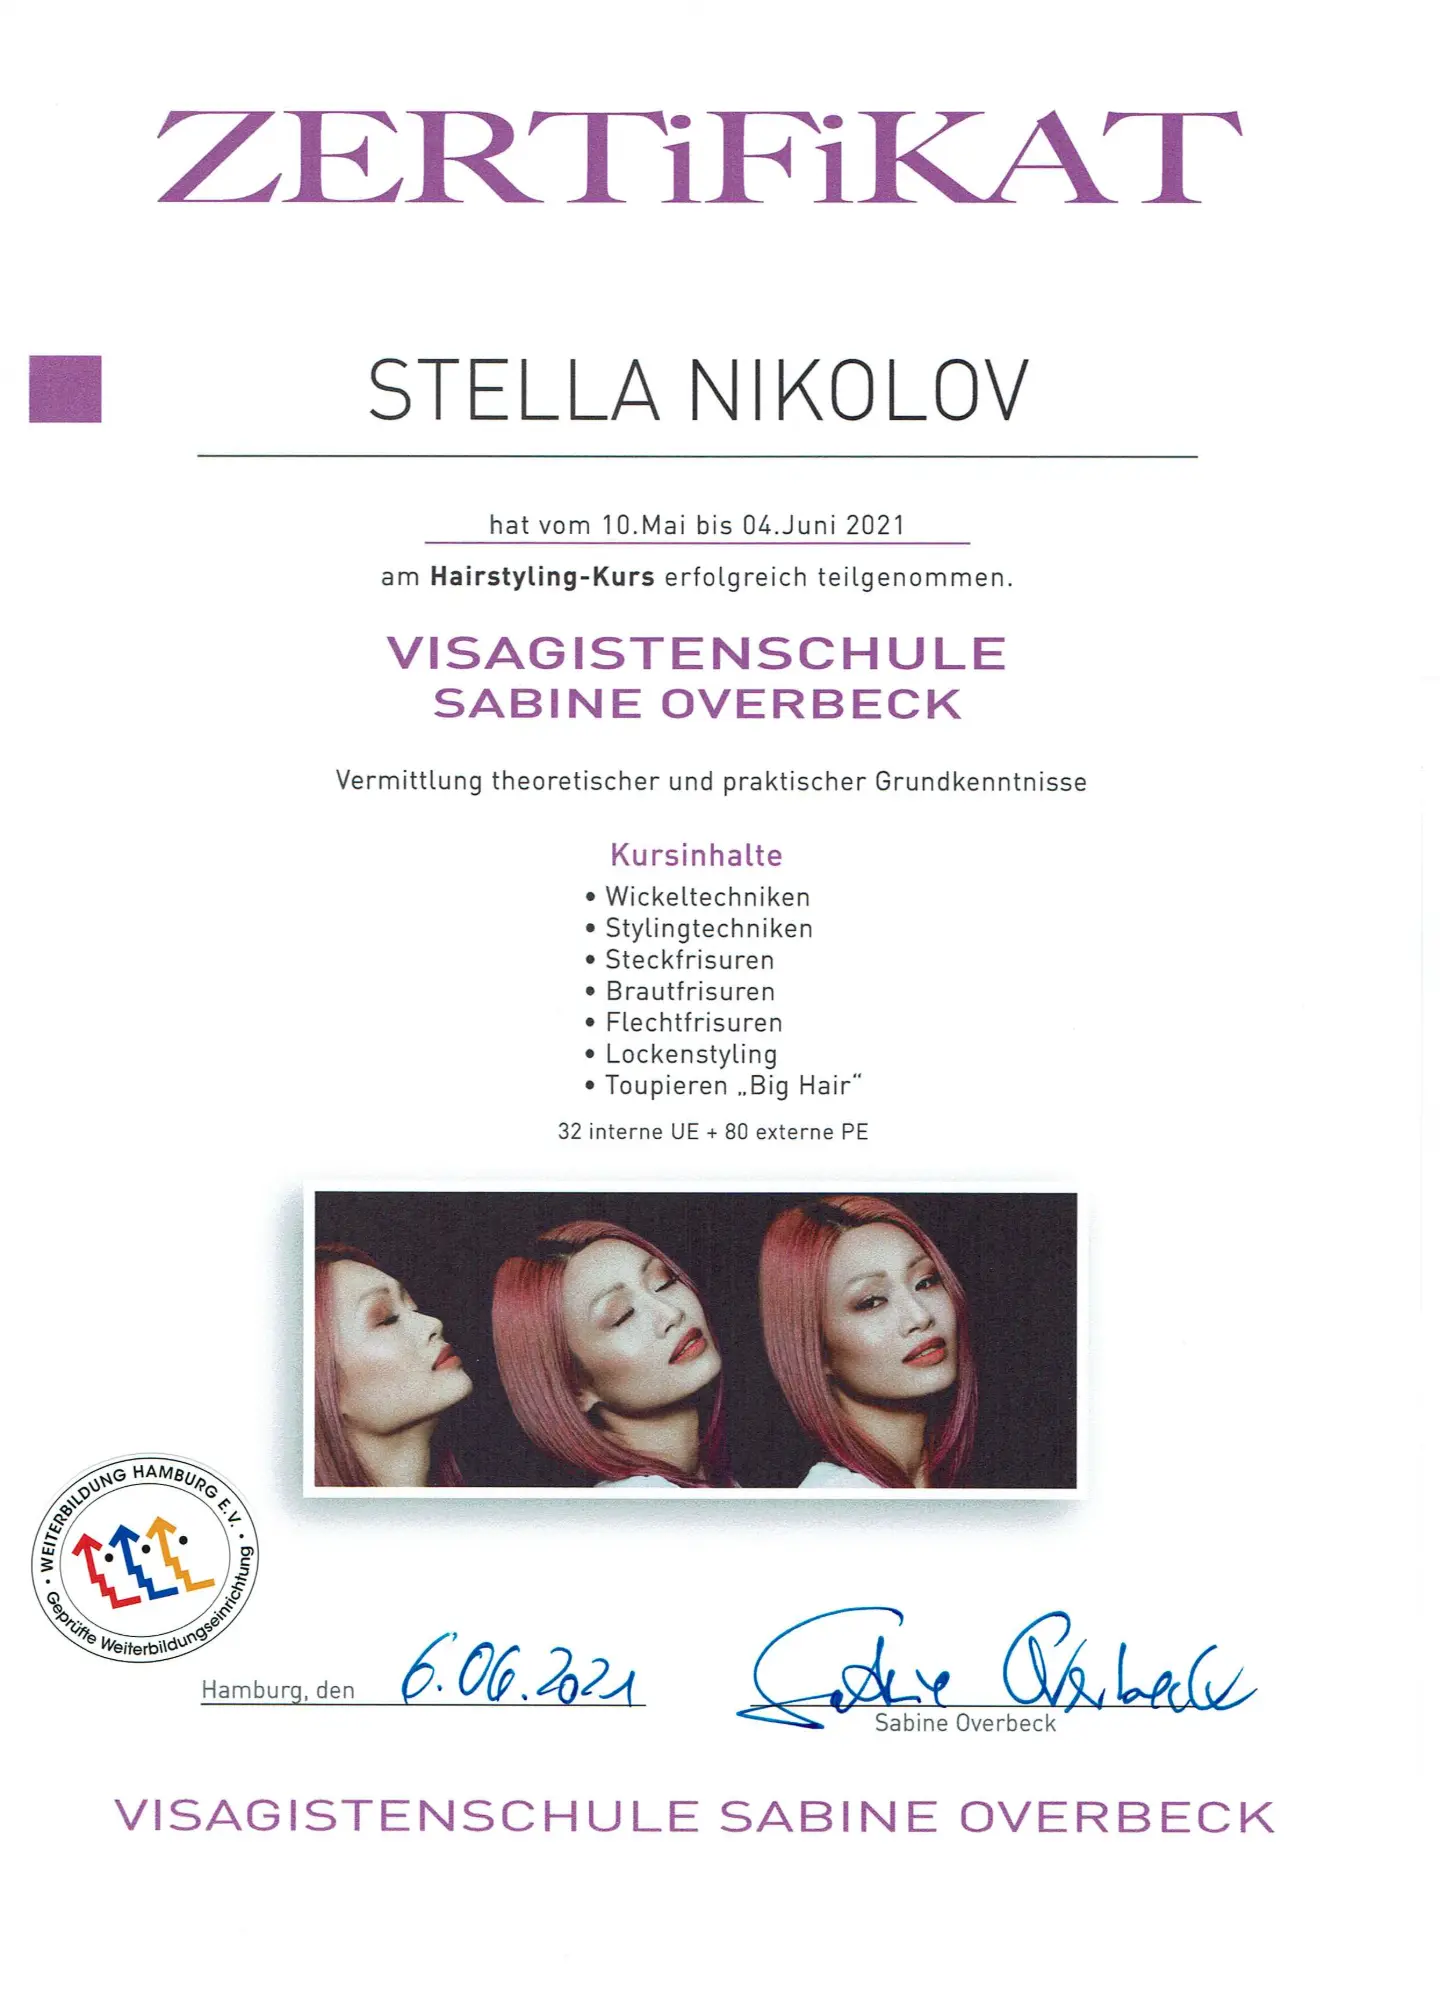 ZERTiFiKAT
STELLA NIKOLOV
hat vom 10.Mai bis 04.Juni 2021
am Hairstyling-Kurs erfolgreich teilgenommen.
VISAGISTENSCHULE
SABINE OVERBECK
Vermittlung theoretischer und praktischer Grundkenntnisse
Kursinhalte
• Wickeltechniken
• Stylingtechniken
• Steckfrisuren
• Brautfrisuren
• Flechtfrisuren
• Lockenstyling
• Toupieren „Big Hair“
32 interne UE + 80 externe PE
• WEITERBILDUNG HAMBURG E.V. •
Geprüfte Weiterbildungseinrichtung
Hamburg, den 6.06.2021
Sabine Overbeck
Sabine Overbeck
VISAGISTENSCHULE SABINE OVERBECK